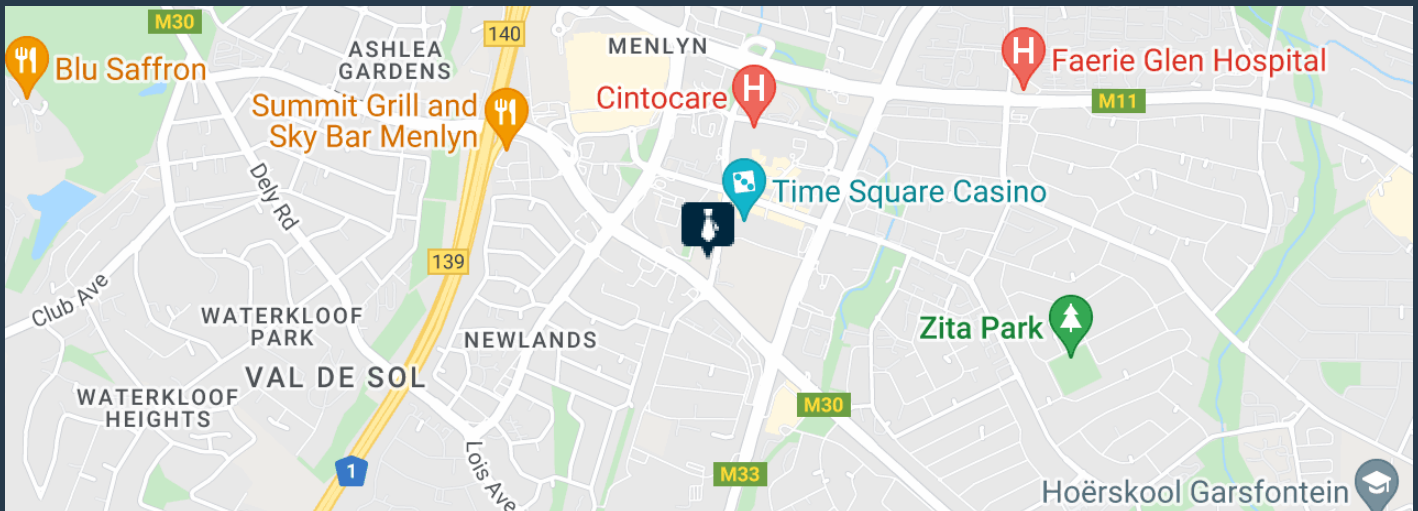 M30
140
MENLYN
ASHLEA
GARDENS
Blu Saffron
Faerie Glen Hospital
Cintocare
M11
Summit Grill and
Sky Bar Menlyn
Time Square Casino
Dely Rd
139
Club Ave
WATERKLOOF
PARK
NEWLANDS
Zita Park
VAL DE SOL
WATERKLOOF
HEIGHTS
M30
1
Lois Ave
M33
Hoërskool Garsfontein
H
H